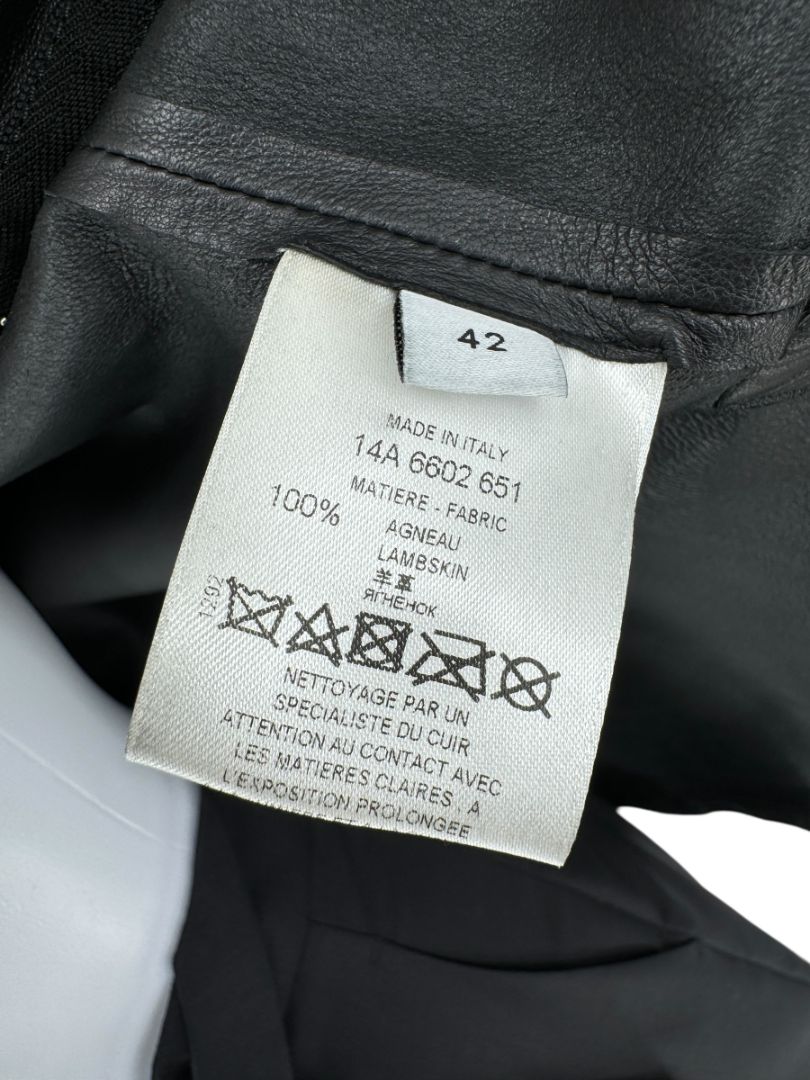 42
MADE IN ITALY
14A 6602 651
MATIERE - FABRIC
100% AGNEAU
LAMBSKIN
羊革
ЯГНЕНОК
1292
NETTOYAGE PAR UN
SPECIALISTE DU CUIR
ATTENTION AU CONTACT AVEC
LES MATIERES CLAIRES, A
L'EXPOSITION PROLONGEE